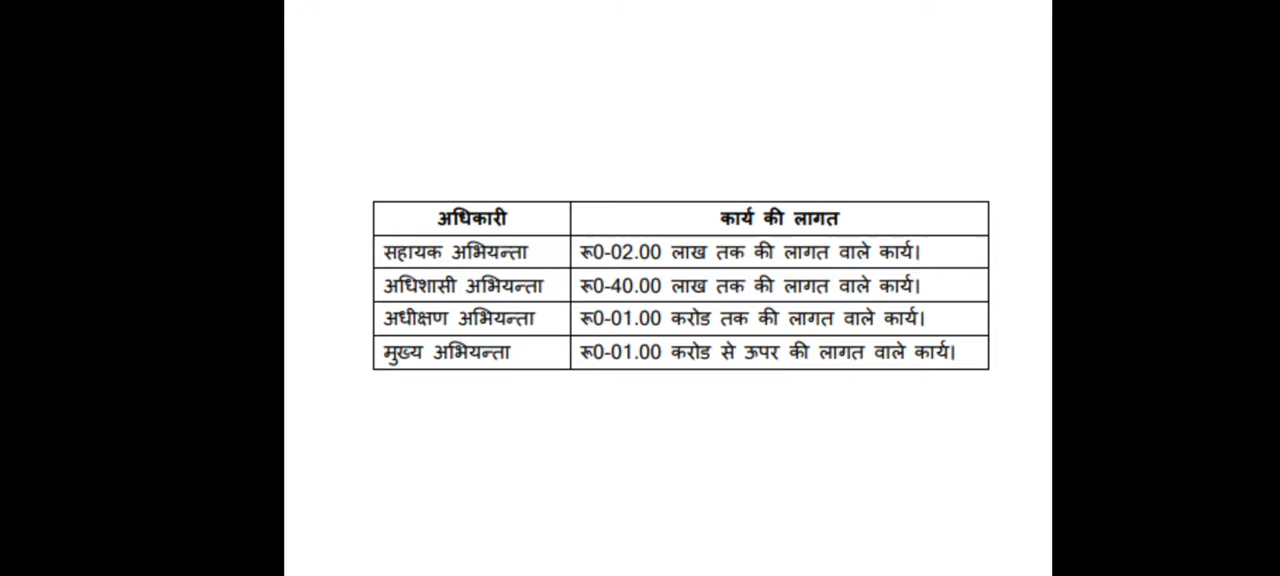 अधिकारी कार्य की लागत
सहायक अभियन्ता रू0-02.00 लाख तक की लागत वाले कार्य।
अधिशासी अभियन्ता रू0-40.00 लाख तक की लागत वाले कार्य।
अधीक्षण अभियन्ता रू0-01.00 करोड तक की लागत वाले कार्य।
मुख्य अभियन्ता रू0-01.00 करोड से ऊपर की लागत वाले कार्य।